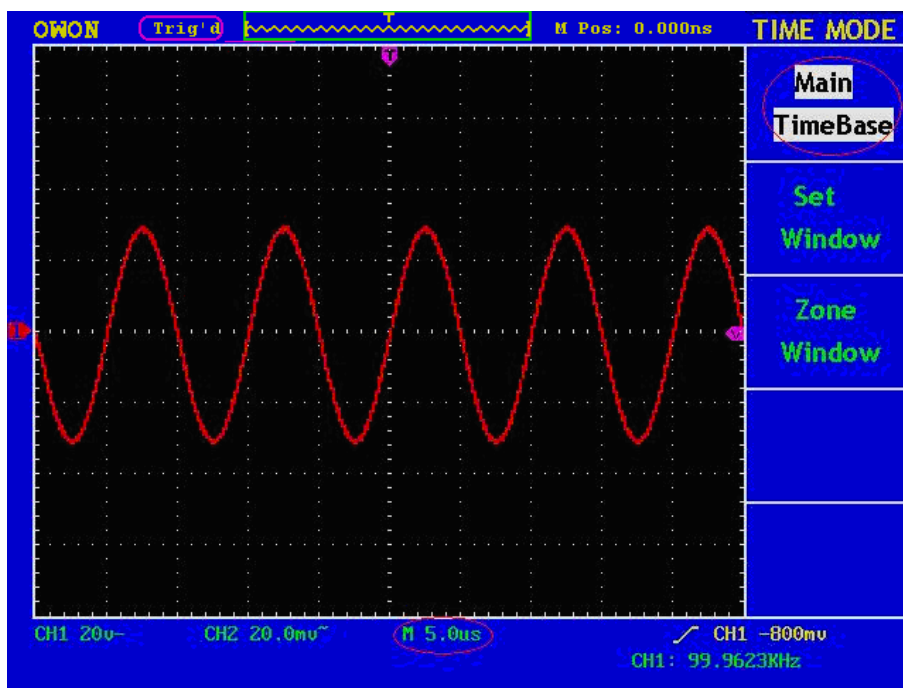 OWON Trig'd T M Pos: 0.000ns TIME MODE
T
Main
TimeBase
Set
Window
Zone
Window
1
CH1 20v- CH2 20.0mv~ M 5.0us CH1 -800mv
CH1: 99.9623KHz